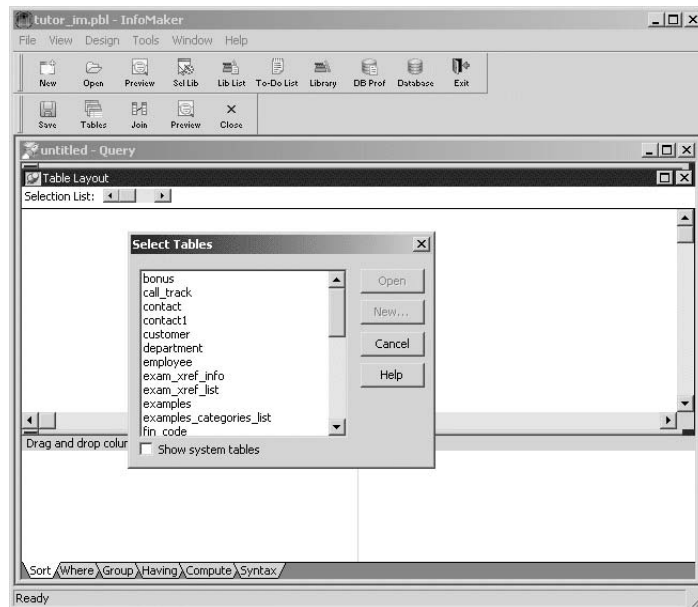 tutor_im.pbl - InfoMaker
File View Design Tools Window Help
New Open Preview Sel Lib Lib List To-Do List Library DB Prof Database Exit
Save Tables Join Preview Close
untitled - Query
Table Layout
Selection List:
Select Tables
bonus
call_track
contact
contact1
customer
department
employee
exam_xref_info
exam_xref_list
examples
examples_categories_list
fin_code
Open
New...
Cancel
Help
Show system tables
Drag and drop colu
Sort Where Group Having Compute Syntax
Ready